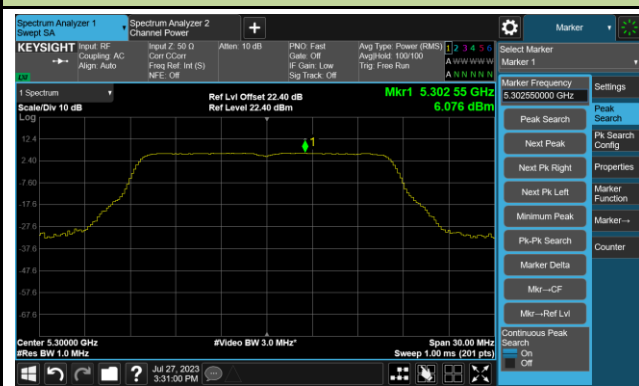 Spectrum Analyzer 1
Swept SA
Spectrum Analyzer 2
Channel Power
Marker
KEYSIGHT
Input: RF
Coupling: AC
Align: Auto
Input Z: 50 Ω
Corr CCorr
Freq Ref: Int (S)
NFE: Off
Atten: 10 dB
PNO: Fast
Gate: Off
IF Gain: Low
Sig Track: Off
Avg Type: Power (RMS)
Avg|Hold: 100/100
Trig: Free Run
1 2 3 4 5 6
A WWWWW
A N N N N N
LXI
Select Marker
Marker 1
1 Spectrum
Scale/Div 10 dB
Log
Ref Lvl Offset 22.40 dB
Ref Level 22.40 dBm
Mkr1 5.302 55 GHz
6.076 dBm
Marker Frequency
5.302550000 GHz
Settings
Peak Search
Peak
Search
Next Peak
Pk Search
Config
Next Pk Right
Properties
Next Pk Left
Marker
Function
Minimum Peak
Marker→
Pk-Pk Search
Counter
Marker Delta
Mkr→CF
Mkr→Ref Lvl
Continuous Peak
Search
On
Off
1
12.4
2.40
-7.60
-17.6
-27.6
-37.6
-47.6
-57.6
-67.6
Center 5.30000 GHz
#Res BW 1.0 MHz
#Video BW 3.0 MHz*
Span 30.00 MHz
Sweep 1.00 ms (201 pts)
?
Jul 27, 2023
3:31:00 PM